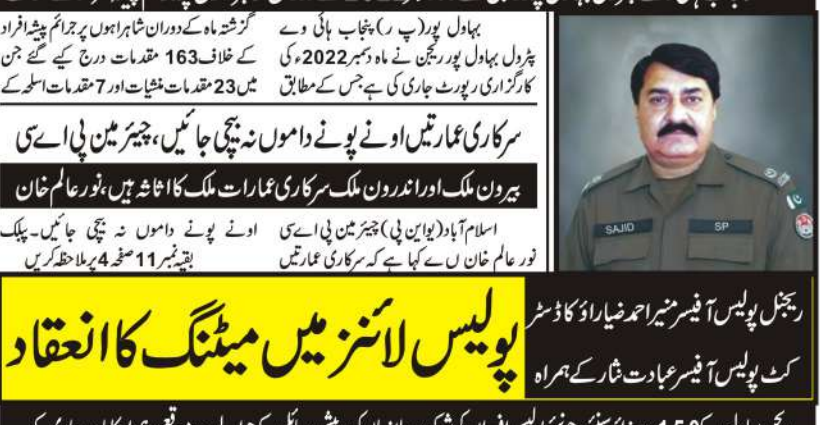 بہاول پور (پ ر) پنجاب ہائی وے
پٹرول بہاول پور ریجن نے ماہ دسمبر 2022ء کی
کارگزاری رپورٹ جاری کی ہے جس کے مطابق
گزشتہ ماہ کے دوران شاہراہوں پر جرائم پیشہ افراد
کے خلاف 163 مقدمات درج کیے گئے جن
میں 23 مقدمات منشیات اور 7 مقدمات اسلحہ کے
SAJID SP
سرکاری عمارتیں اونے پونے داموں نہ بیچی جائیں، چیئرمین پی اے سی
بیرون ملک اور اندرون ملک سرکاری عمارات ملک کا اثاثہ ہیں، نور عالم خان
اسلام آباد (یو این پی) چیئرمین پی اے سی
نور عالم خان نے کہا ہے کہ سرکاری عمارتیں
اونے پونے داموں نہ بیچی جائیں۔ پبلک
بقیہ نمبر 11 صفحہ 4 پر ملاحظہ کریں
ریجنل پولیس آفیسر منیر احمد ضیا راؤ کا ڈسٹر
کٹ پولیس آفیسر عبادت نثار کے ہمراہ
پولیس لائنز میں میٹنگ کا انعقاد